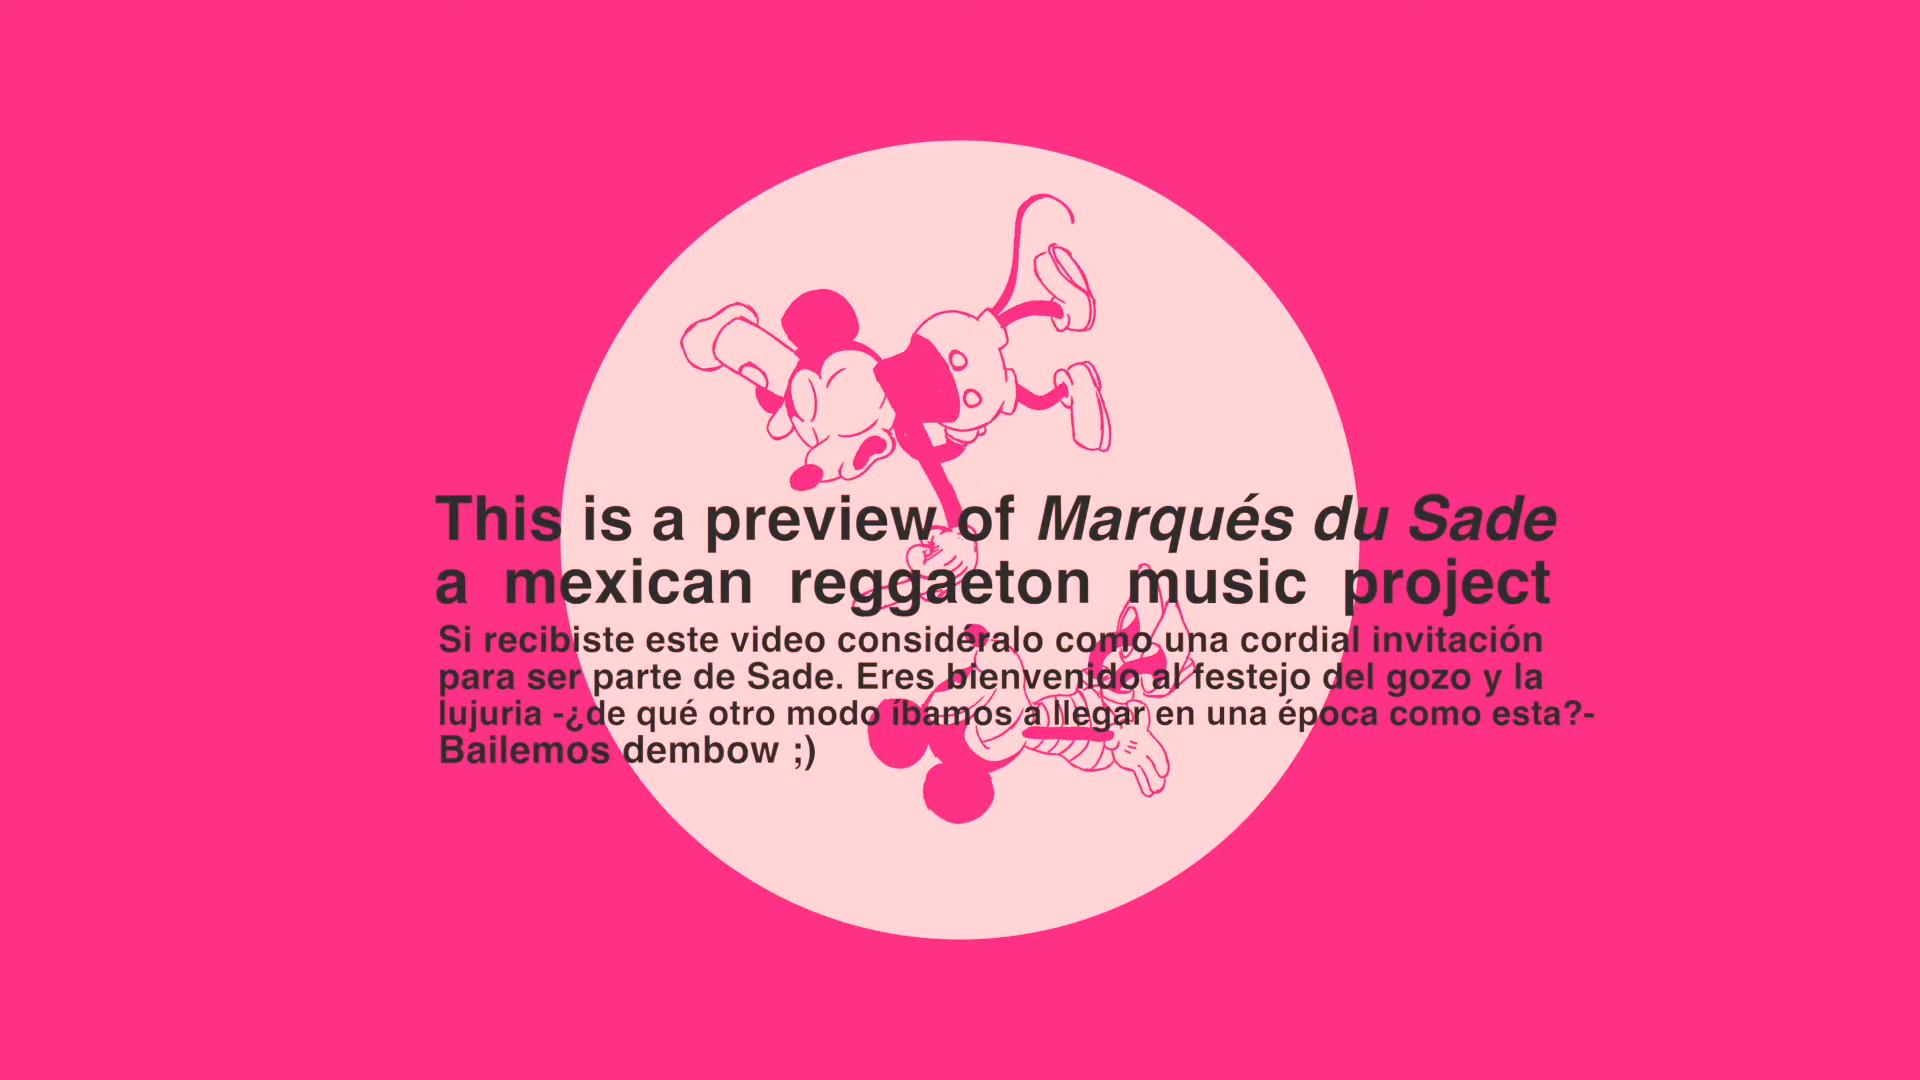 This is a preview of Marqués du Sade
a mexican reggaeton music project
Si recibiste este video considéralo como una cordial invitación
para ser parte de Sade. Eres bienvenido al festejo del gozo y la
lujuria -¿de qué otro modo íbamos a llegar en una época como esta?-
Bailemos dembow ;)